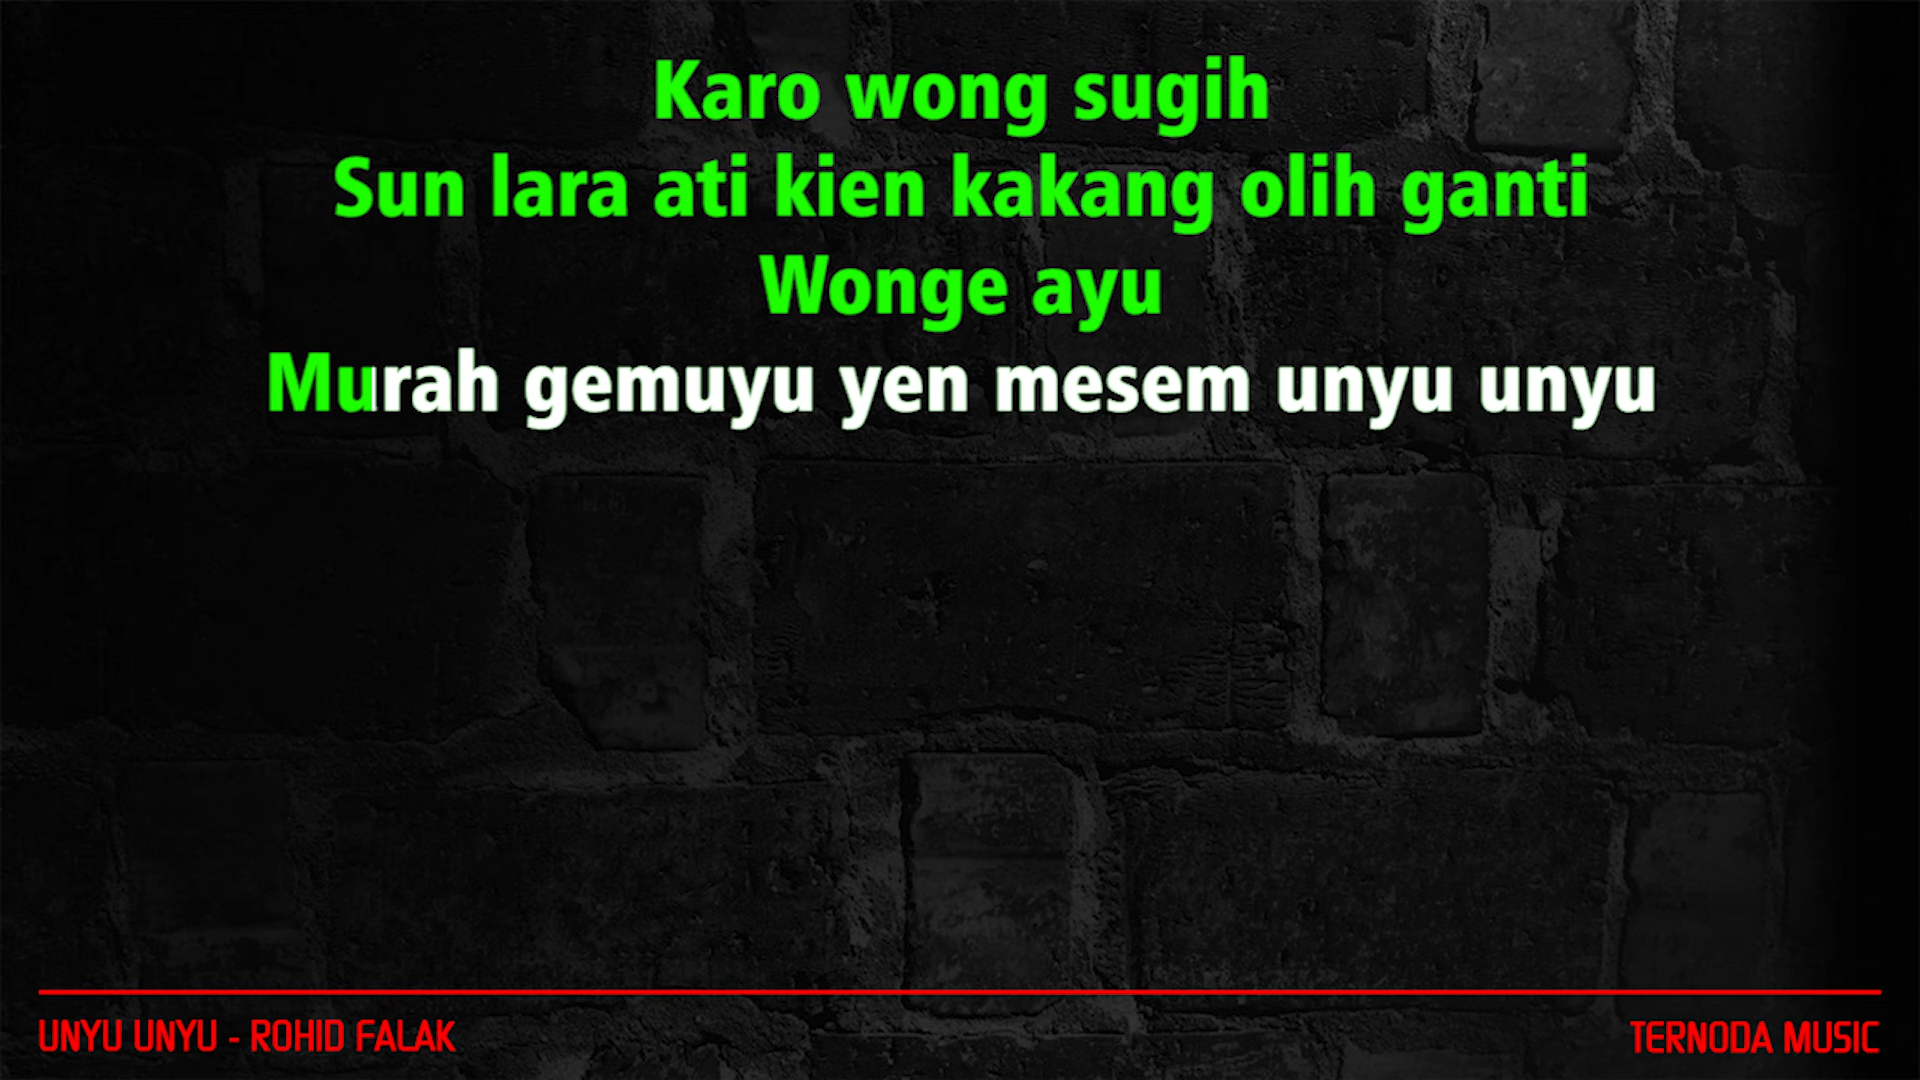 Karo wong sugih
Sun lara ati kien kakang olih ganti
Wonge ayu
Murah gemuyu yen mesem unyu unyu
UNYU UNYU - ROHID FALAK
TERNODA MUSIC